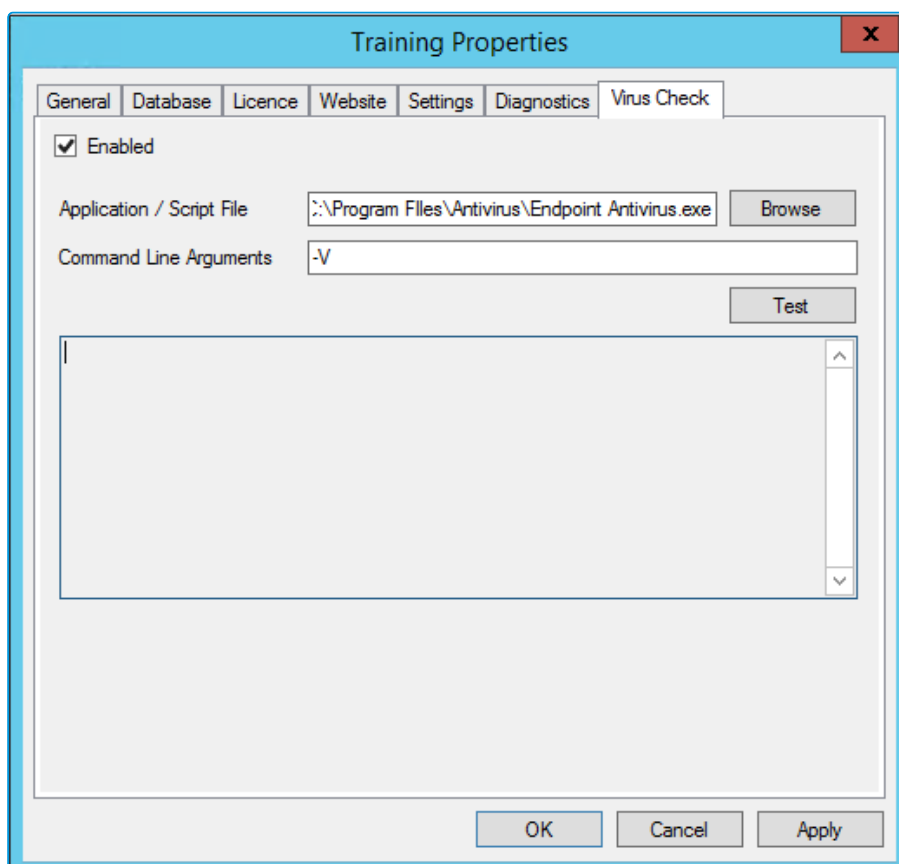 Training Properties
x
General Database Licence Website Settings Diagnostics Virus Check
Enabled
Application / Script File :\Program FIles\Antivirus\Endpoint Antivirus.exe Browse
Command Line Arguments -V
Test
OK Cancel Apply